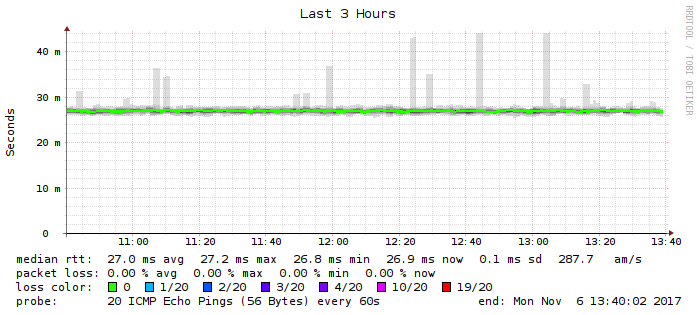 Last 3 Hours
RRDTOOL / TOBI OETIKER
Seconds
40 m
30 m
20 m
10 m
0
11:00 11:20 11:40 12:00 12:20 12:40 13:00 13:20 13:40
median rtt: 27.0 ms avg 27.2 ms max 26.8 ms min 26.9 ms now 0.1 ms sd 287.7 am/s
packet loss: 0.00 % avg 0.00 % max 0.00 % min 0.00 % now
loss color: 0 1/20 2/20 3/20 4/20 10/20 19/20
probe: 20 ICMP Echo Pings (56 Bytes) every 60s end: Mon Nov 6 13:40:02 2017